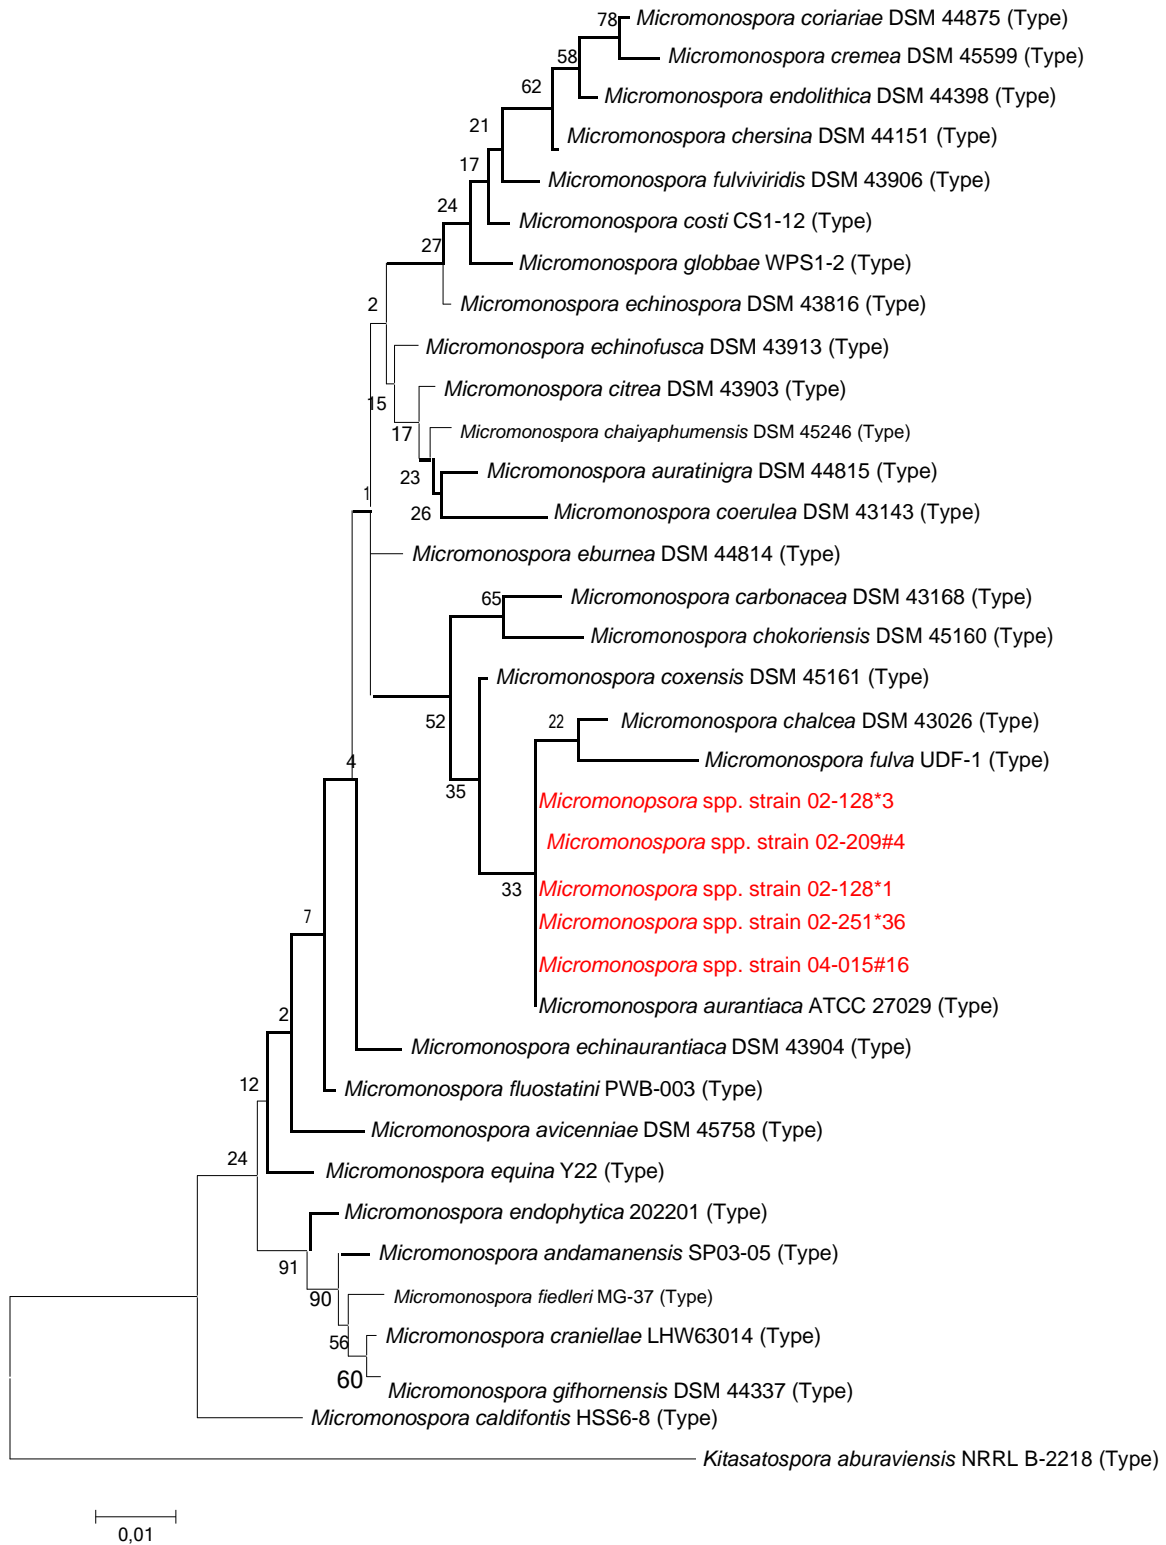 78
Micromonospora coriariae DSM 44875 (Type)
58
Micromonospora cremea DSM 45599 (Type)
62
Micromonospora endolithica DSM 44398 (Type)
21
Micromonospora chersina DSM 44151 (Type)
17
Micromonospora fulviviridis DSM 43906 (Type)
24
Micromonospora costi CS1-12 (Type)
27
Micromonospora globbae WPS1-2 (Type)
2
Micromonospora echinospora DSM 43816 (Type)
Micromonospora echinofusca DSM 43913 (Type)
15
Micromonospora citrea DSM 43903 (Type)
17
Micromonospora chaiyaphumensis DSM 45246 (Type)
23
Micromonospora auratinigra DSM 44815 (Type)
1
26
Micromonospora coerulea DSM 43143 (Type)
Micromonospora eburnea DSM 44814 (Type)
65
Micromonospora carbonacea DSM 43168 (Type)
Micromonospora chokoriensis DSM 45160 (Type)
Micromonospora coxensis DSM 45161 (Type)
52
22
Micromonospora chalcea DSM 43026 (Type)
4
Micromonospora fulva UDF-1 (Type)
35
Micromonopsora spp. strain 02-128*3
Micromonospora spp. strain 02-209#4
33
Micromonospora spp. strain 02-128*1
7
Micromonospora spp. strain 02-251*36
Micromonospora spp. strain 04-015#16
2
Micromonospora aurantiaca ATCC 27029 (Type)
Micromonospora echinaurantiaca DSM 43904 (Type)
12
Micromonospora fluostatini PWB-003 (Type)
Micromonospora avicenniae DSM 45758 (Type)
24
Micromonospora equina Y22 (Type)
Micromonospora endophytica 202201 (Type)
91
Micromonospora andamanensis SP03-05 (Type)
90
Micromonospora fiedleri MG-37 (Type)
56
Micromonospora craniellae LHW63014 (Type)
60
Micromonospora gifhornensis DSM 44337 (Type)
Micromonospora caldifontis HSS6-8 (Type)
Kitasatospora aburaviensis NRRL B-2218 (Type)
0,01